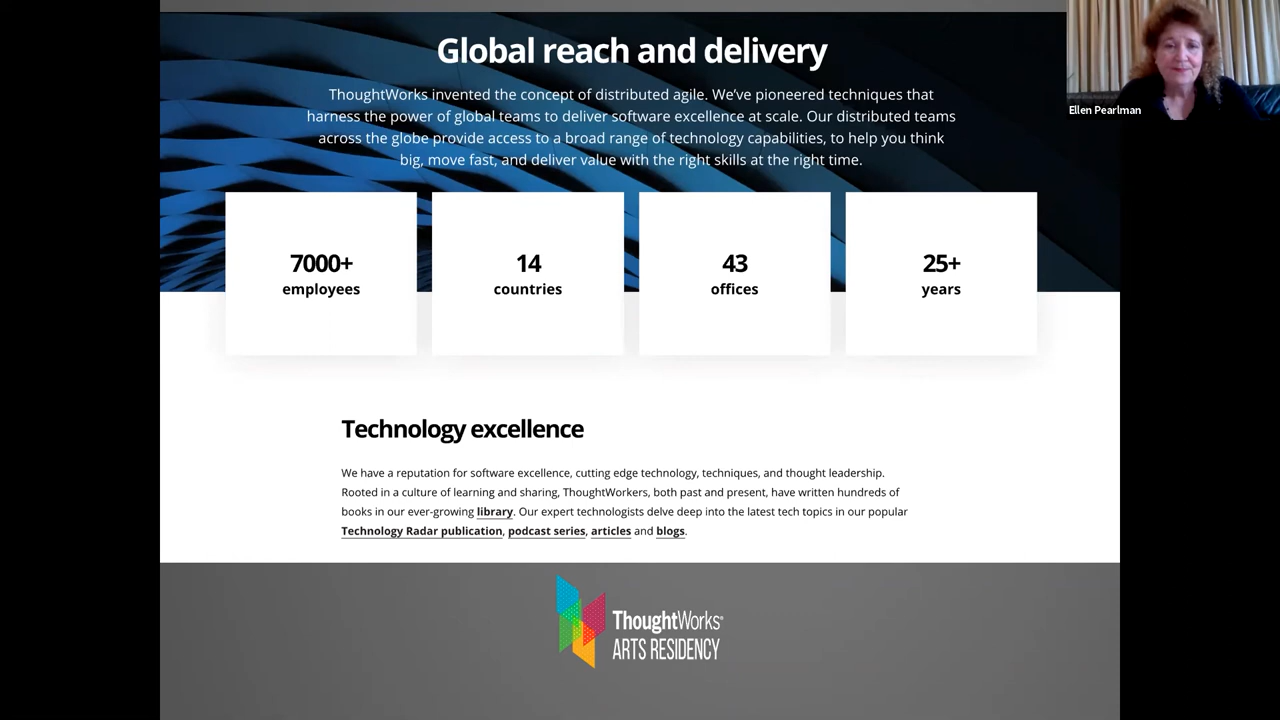 Global reach and delivery
ThoughtWorks invented the concept of distributed agile. We've pioneered techniques that
harness the power of global teams to deliver software excellence at scale. Our distributed teams
across the globe provide access to a broad range of technology capabilities, to help you think
big, move fast, and deliver value with the right skills at the right time.
Ellen Pearlman
7000+
employees
14
countries
43
offices
25+
years
Technology excellence
We have a reputation for software excellence, cutting edge technology, techniques, and thought leadership.
Rooted in a culture of learning and sharing, ThoughtWorkers, both past and present, have written hundreds of
books in our ever-growing library. Our expert technologists delve deep into the latest tech topics in our popular
Technology Radar publication, podcast series, articles and blogs.
ThoughtWorks®
ARTS RESIDENCY